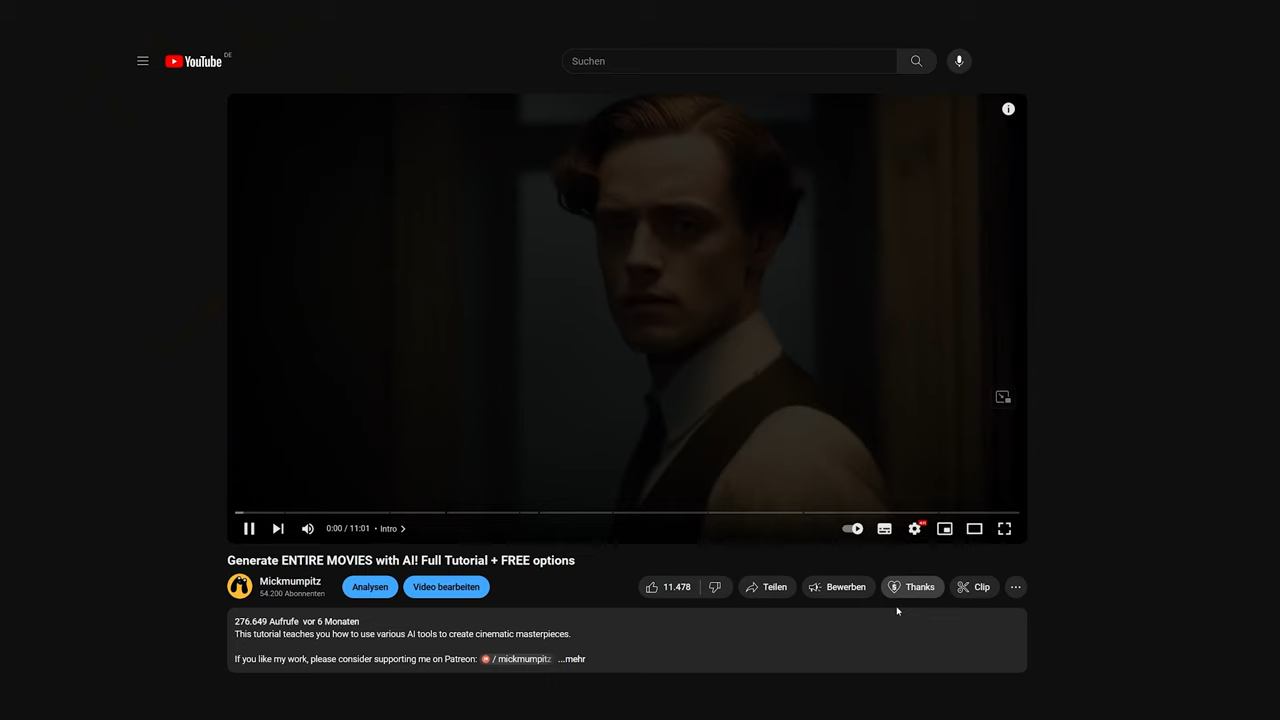 YouTube DE
Suchen
0:00 / 11:01 • Intro
4K
Generate ENTIRE MOVIES with AI! Full Tutorial + FREE options
Mickmumpitz
54.200 Abonnenten
Analysen
Video bearbeiten
11.478
Teilen
Bewerben
Thanks
Clip
276.649 Aufrufe vor 6 Monaten
This tutorial teaches you how to use various AI tools to create cinematic masterpieces.
If you like my work, please consider supporting me on Patreon: / mickmumpitz ...mehr